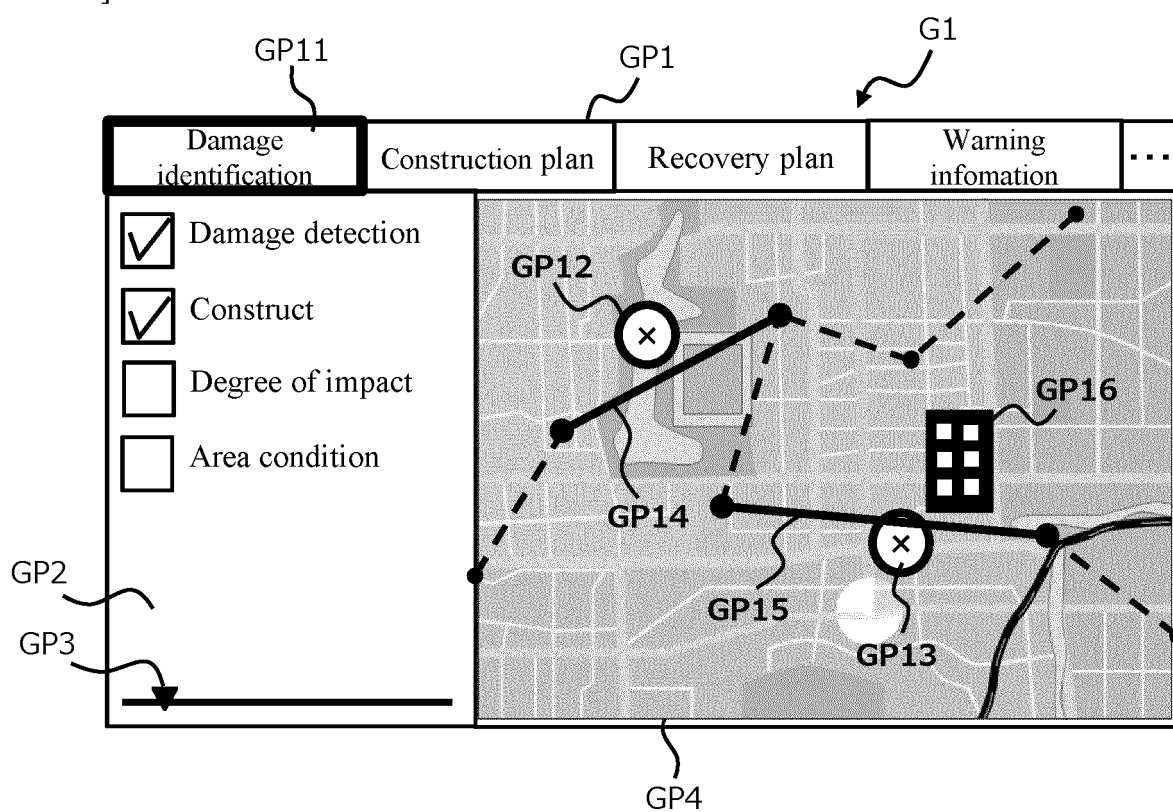 ]
G1
GP11
GP1
Damage
identification
Construction plan
Recovery plan
Warning
infomation
....
Damage detection
Construct
Degree of impact
Area condition
GP12
GP16
GP14
GP15
GP13
GP2
GP3
GP4